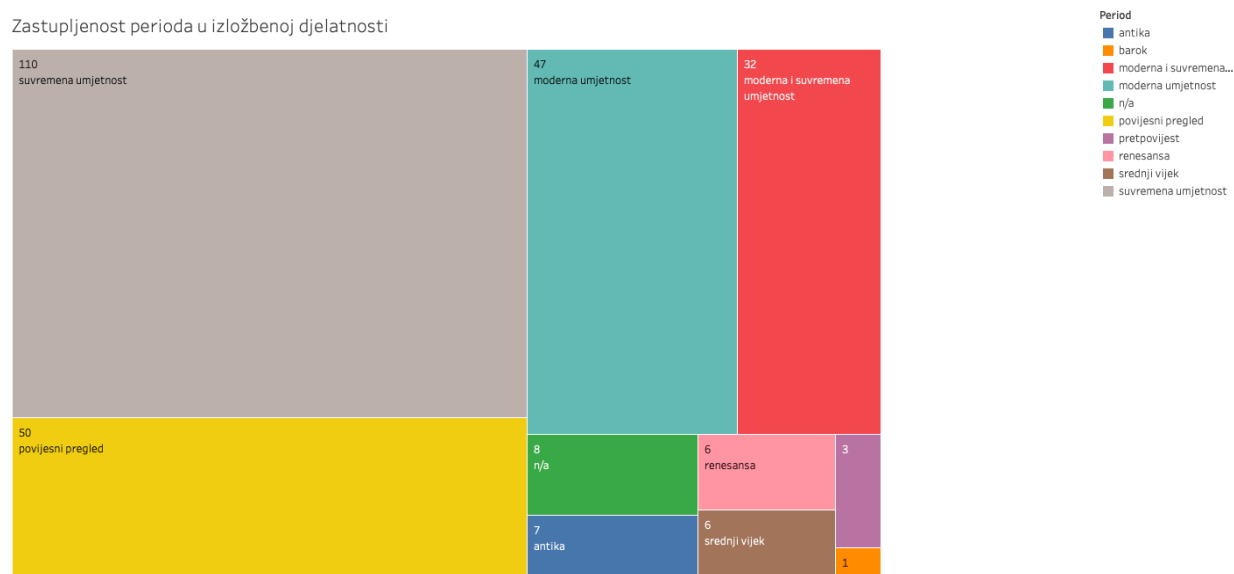 Zastupljenost perioda u izložbenoj djelatnosti
110
suvremena umjetnost
47
moderna umjetnost
32
moderna i suvremena
umjetnost
50
povijesni pregled
8
n/a
7
antika
6
renesansa
6
srednji vijek
3
1
Period
antika
barok
moderna i suvremena...
moderna umjetnost
n/a
povijesni pregled
pretpovijest
renesansa
srednji vijek
suvremena umjetnost